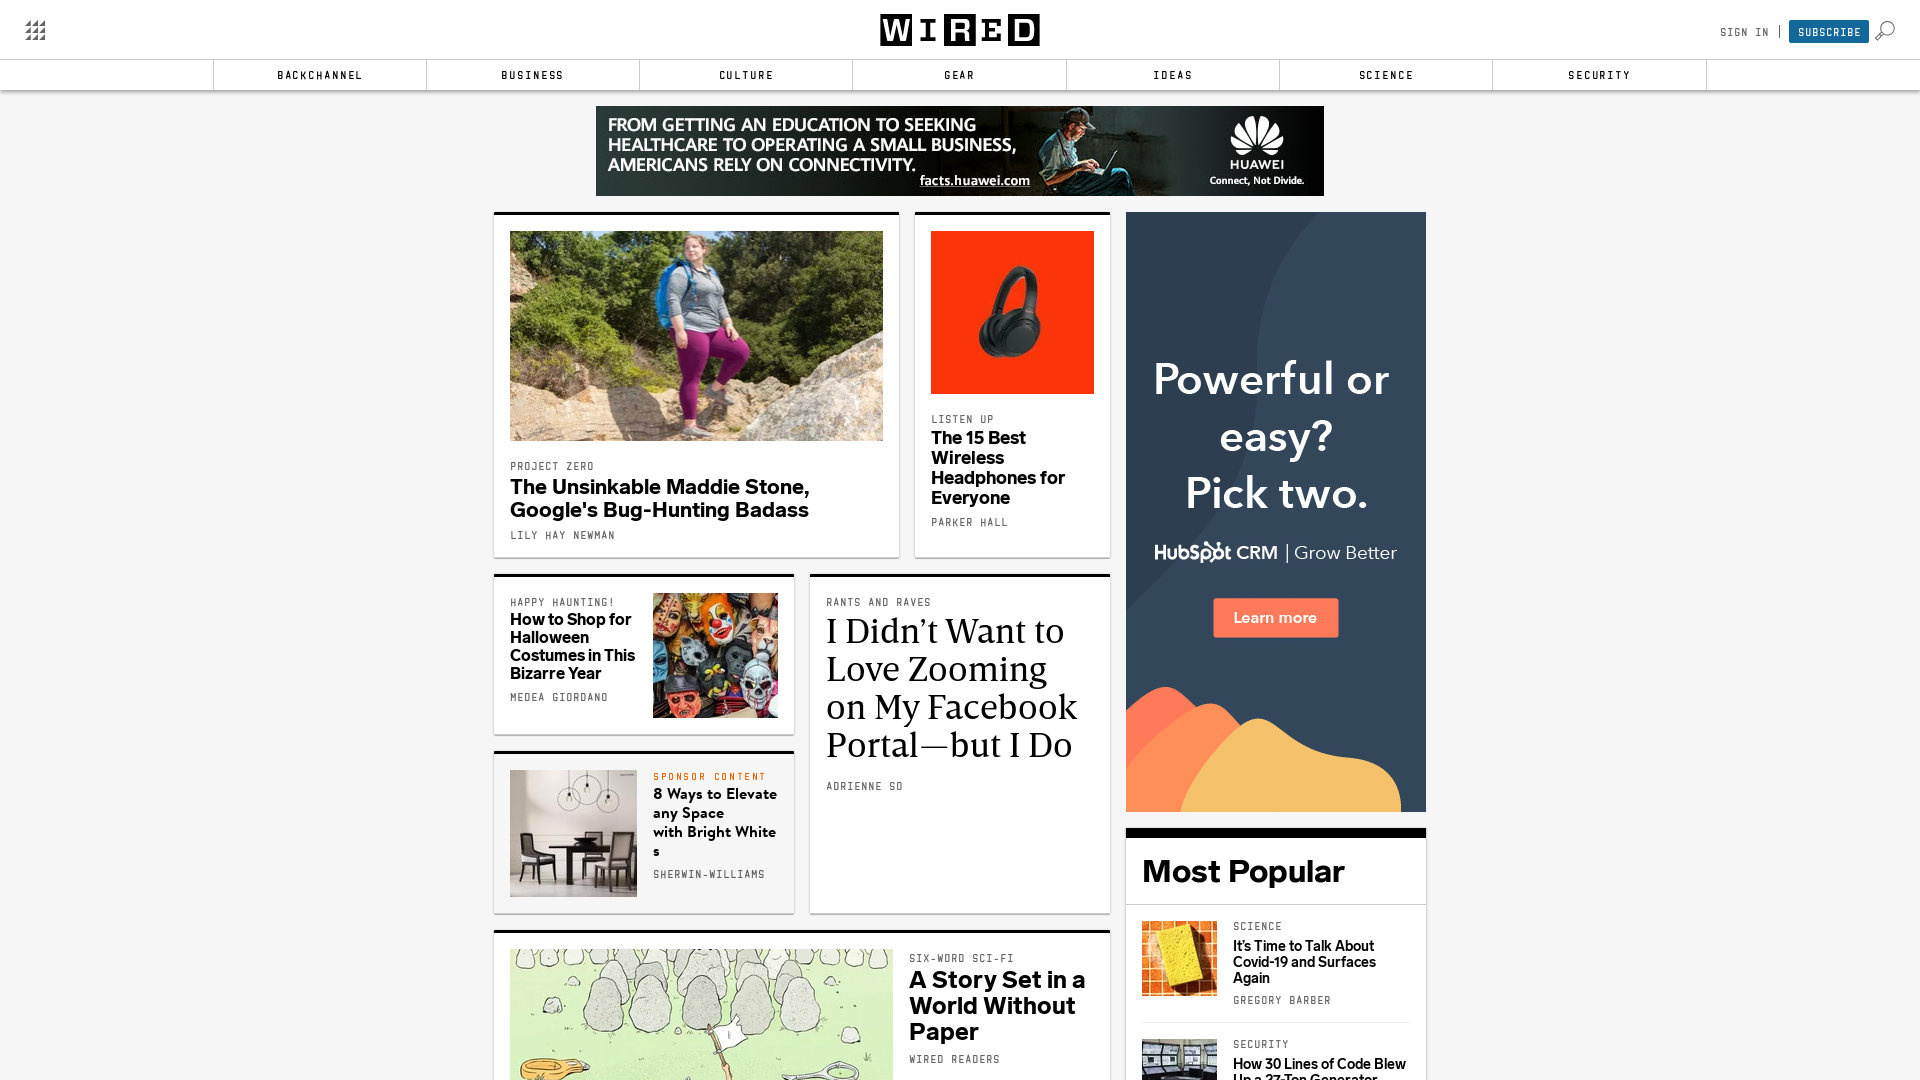 WIRED
SIGN IN
SUBSCRIBE
BACKCHANNEL
BUSINESS
CULTURE
GEAR
IDEAS
SCIENCE
SECURITY
FROM GETTING AN EDUCATION TO SEEKING
HEALTHCARE TO OPERATING A SMALL BUSINESS,
AMERICANS RELY ON CONNECTIVITY.
facts.huawei.com
HUAWEI
Connect, Not Divide.
PROJECT ZERO
The Unsinkable Maddie Stone,
Google's Bug-Hunting Badass
LILY HAY NEWMAN
LISTEN UP
The 15 Best
Wireless
Headphones for
Everyone
PARKER HALL
Powerful or
easy?
Pick two.
HubSpot CRM | Grow Better
Learn more
HAPPY HAUNTING!
How to Shop for
Halloween
Costumes in This
Bizarre Year
MEDEA GIORDANO
RANTS AND RAVES
I Didn’t Want to
Love Zooming
on My Facebook
Portal—but I Do
ADRIENNE SO
SPONSOR CONTENT
8 Ways to Elevate
any Space
with Bright White
s
SHERWIN-WILLIAMS
SIX-WORD SCI-FI
A Story Set in a
World Without
Paper
WIRED READERS
Most Popular
SCIENCE
It’s Time to Talk About
Covid-19 and Surfaces
Again
GREGORY BARBER
SECURITY
How 30 Lines of Code Blew
Up a 27-Ton Generator